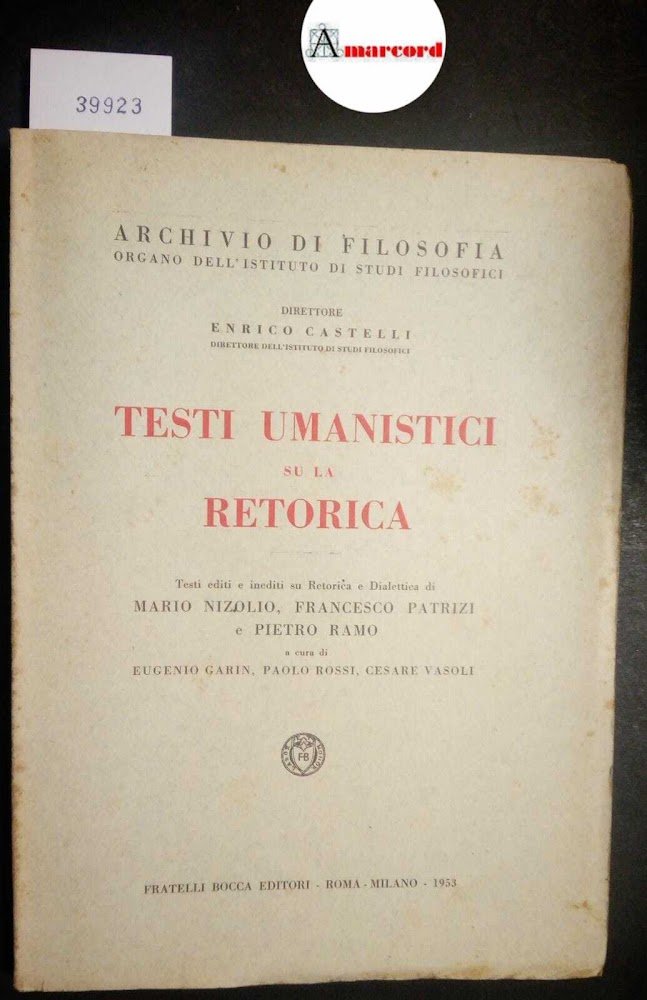 Amarcord
39923
ARCHIVIO DI FILOSOFIA
ORGANO DELL'ISTITUTO DI STUDI FILOSOFICI
DIRETTORE
ENRICO CASTELLI
DIRETTORE DELL'ISTITUTO DI STUDI FILOSOFICI
TESTI UMANISTICI
SU LA
RETORICA
Testi editi e inediti su Retorica e Dialettica di
MARIO NIZOLIO, FRANCESCO PATRIZI
e PIETRO RAMO
a cura di
EUGENIO GARIN, PAOLO ROSSI, CESARE VASOLI
FB
FRATELLI BOCCA EDITORI - ROMA - MILANO - 1953